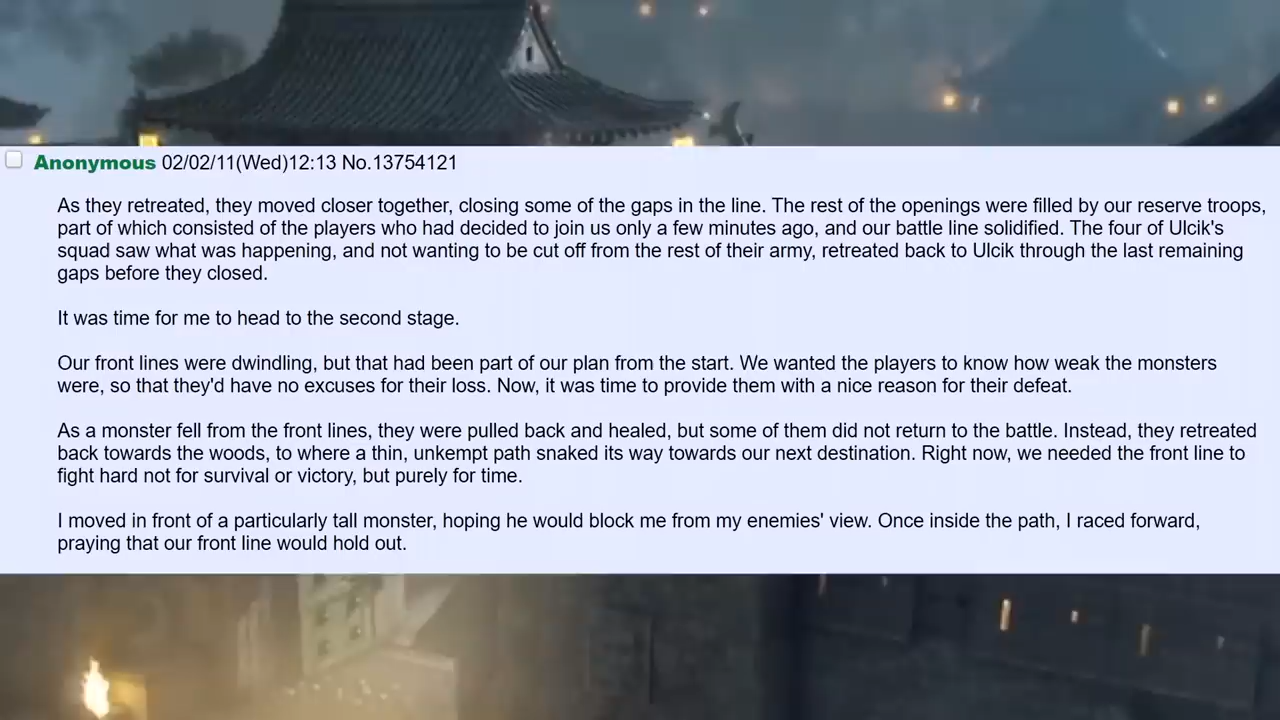 Anonymous 02/02/11(Wed)12:13 No.13754121
As they retreated, they moved closer together, closing some of the gaps in the line. The rest of the openings were filled by our reserve troops,
part of which consisted of the players who had decided to join us only a few minutes ago, and our battle line solidified. The four of Ulcik's
squad saw what was happening, and not wanting to be cut off from the rest of their army, retreated back to Ulcik through the last remaining
gaps before they closed.
It was time for me to head to the second stage.
Our front lines were dwindling, but that had been part of our plan from the start. We wanted the players to know how weak the monsters
were, so that they'd have no excuses for their loss. Now, it was time to provide them with a nice reason for their defeat.
As a monster fell from the front lines, they were pulled back and healed, but some of them did not return to the battle. Instead, they retreated
back towards the woods, to where a thin, unkempt path snaked its way towards our next destination. Right now, we needed the front line to
fight hard not for survival or victory, but purely for time.
I moved in front of a particularly tall monster, hoping he would block me from my enemies' view. Once inside the path, I raced forward,
praying that our front line would hold out.